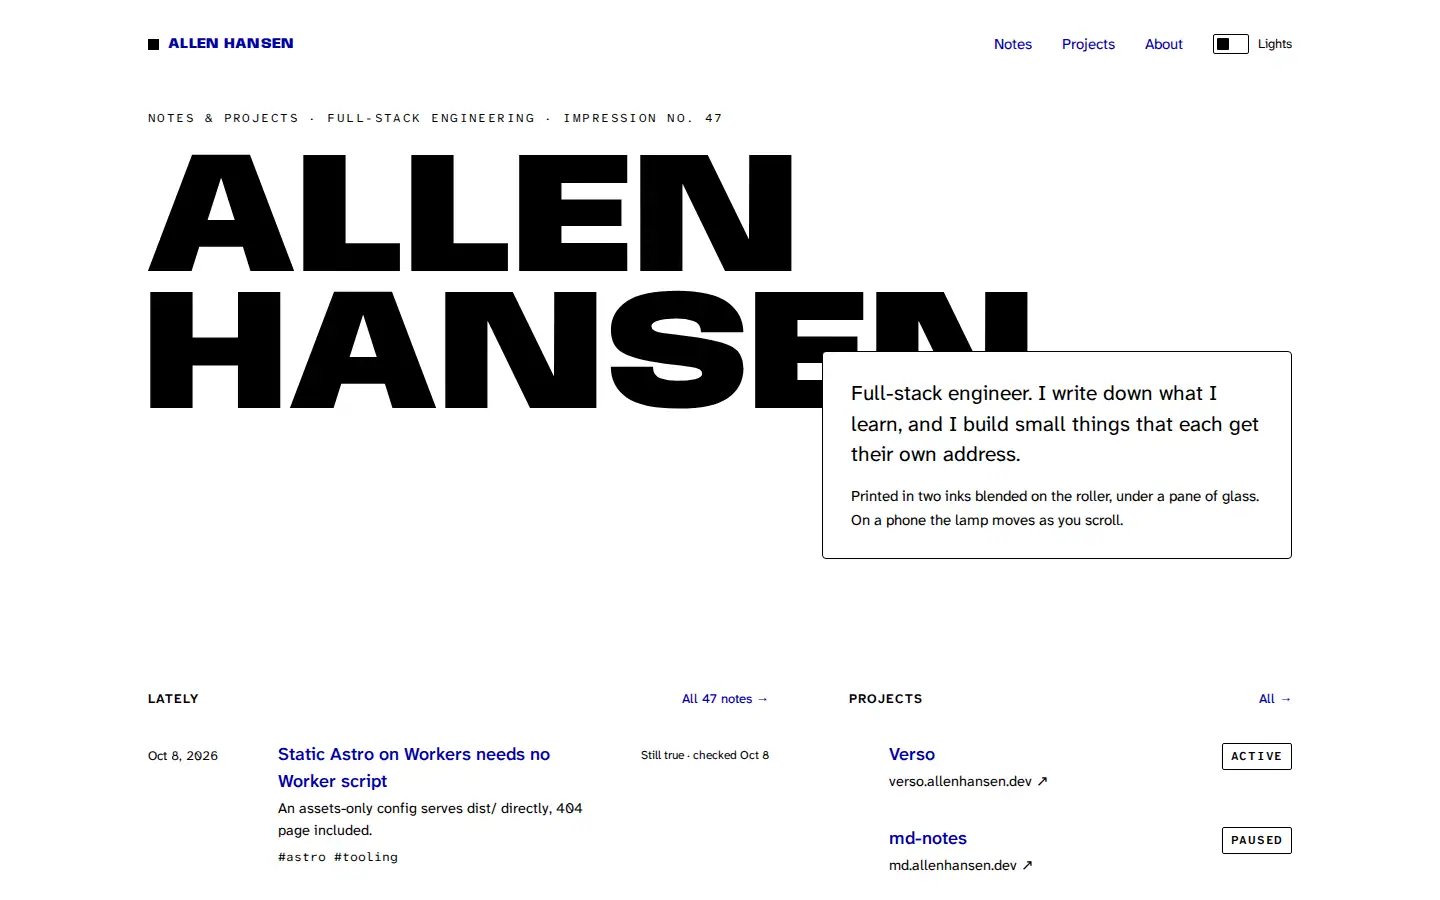 ALLEN HANSEN
Notes
Projects
About
Lights
NOTES & PROJECTS · FULL-STACK ENGINEERING · IMPRESSION NO. 47
ALLEN
HANSEN
Full-stack engineer. I write down what I
learn, and I build small things that each get
their own address.
Printed in two inks blended on the roller, under a pane of glass.
On a phone the lamp moves as you scroll.
LATELY
All 47 notes →
Oct 8, 2026
Static Astro on Workers needs no
Worker script
Still true · checked Oct 8
An assets-only config serves dist/ directly, 404
page included.
#astro #tooling
PROJECTS
All →
Verso
ACTIVE
verso.allenhansen.dev ↗
md-notes
PAUSED
md.allenhansen.dev ↗